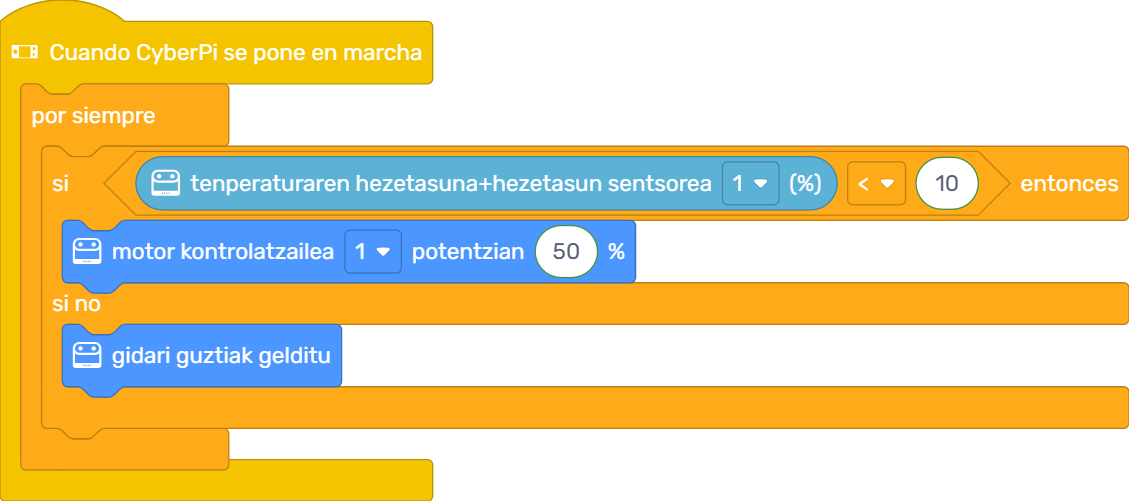 Cuando CyberPi se pone en marcha
por siempre
si tenperaturaren hezetasuna+hezetasun sentsorea 1 (%) < 10 entonces
motor kontrolatzailea 1 potentzian 50 %
si no
gidari guztiak gelditu